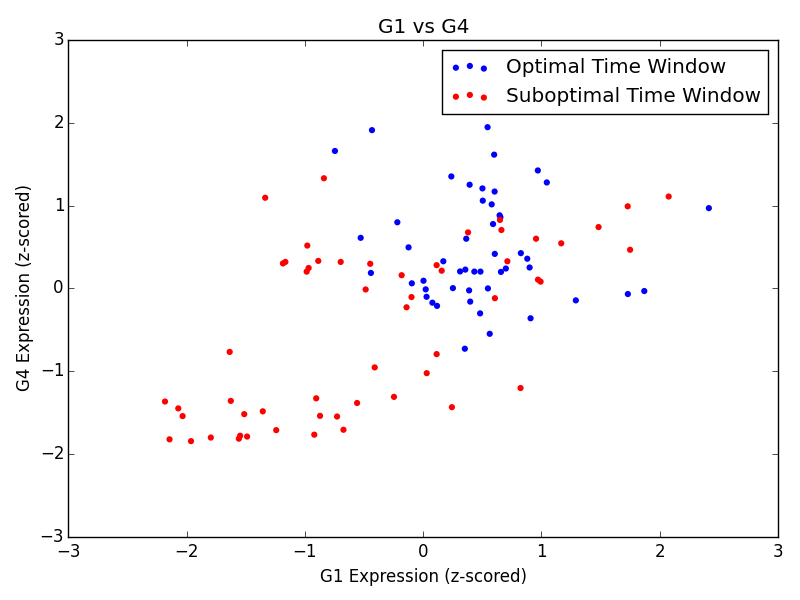 G1 vs G4
3
2
1
0
−1
−2
−3
G4 Expression (z-scored)
Optimal Time Window
Suboptimal Time Window
−3 −2 −1 0 1 2 3
G1 Expression (z-scored)